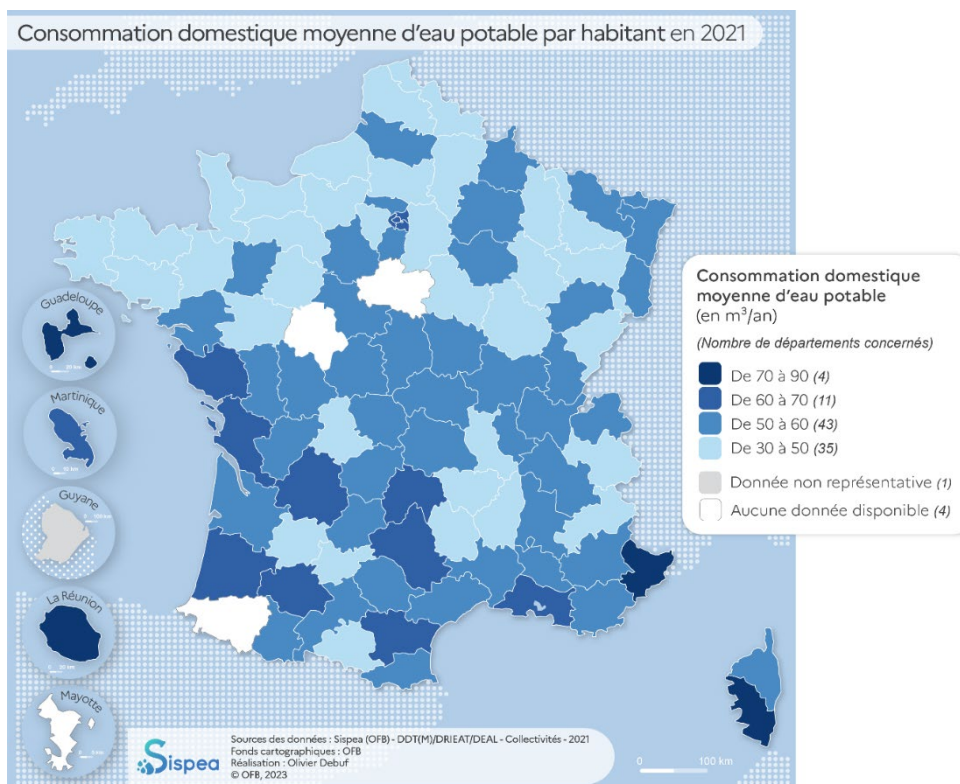 Consommation domestique moyenne d'eau potable par habitant en 2021
Guadeloupe
Martinique
Guyane
La Réunion
Mayotte
Consommation domestique
moyenne d'eau potable
(en m³/an)
(Nombre de départements concernés)
De 70 à 90 (4)
De 60 à 70 (11)
De 50 à 60 (43)
De 30 à 50 (35)
Donnée non représentative (1)
Aucune donnée disponible (4)
Sispea
Sources des données : Sispea (OFB) - DDT(M)/DRIEAT/DEAL - Collectivités - 2021
Fonds cartographiques : OFB
Réalisation : Olivier Debuf
© OFB, 2023
0 100 km